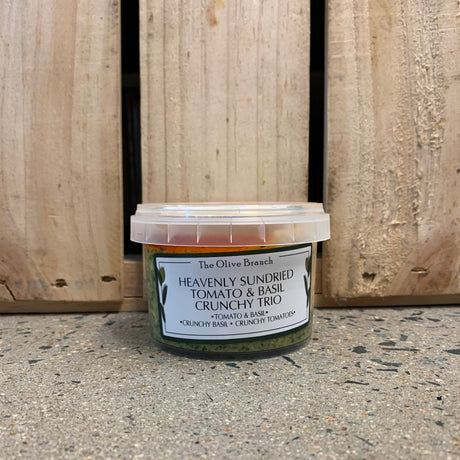 The Olive Branch
HEAVENLY SUNDRIED
TOMATO & BASIL
CRUNCHY TRIO
•TOMATO & BASIL•
•CRUNCHY BASIL • CRUNCHY TOMATOES•